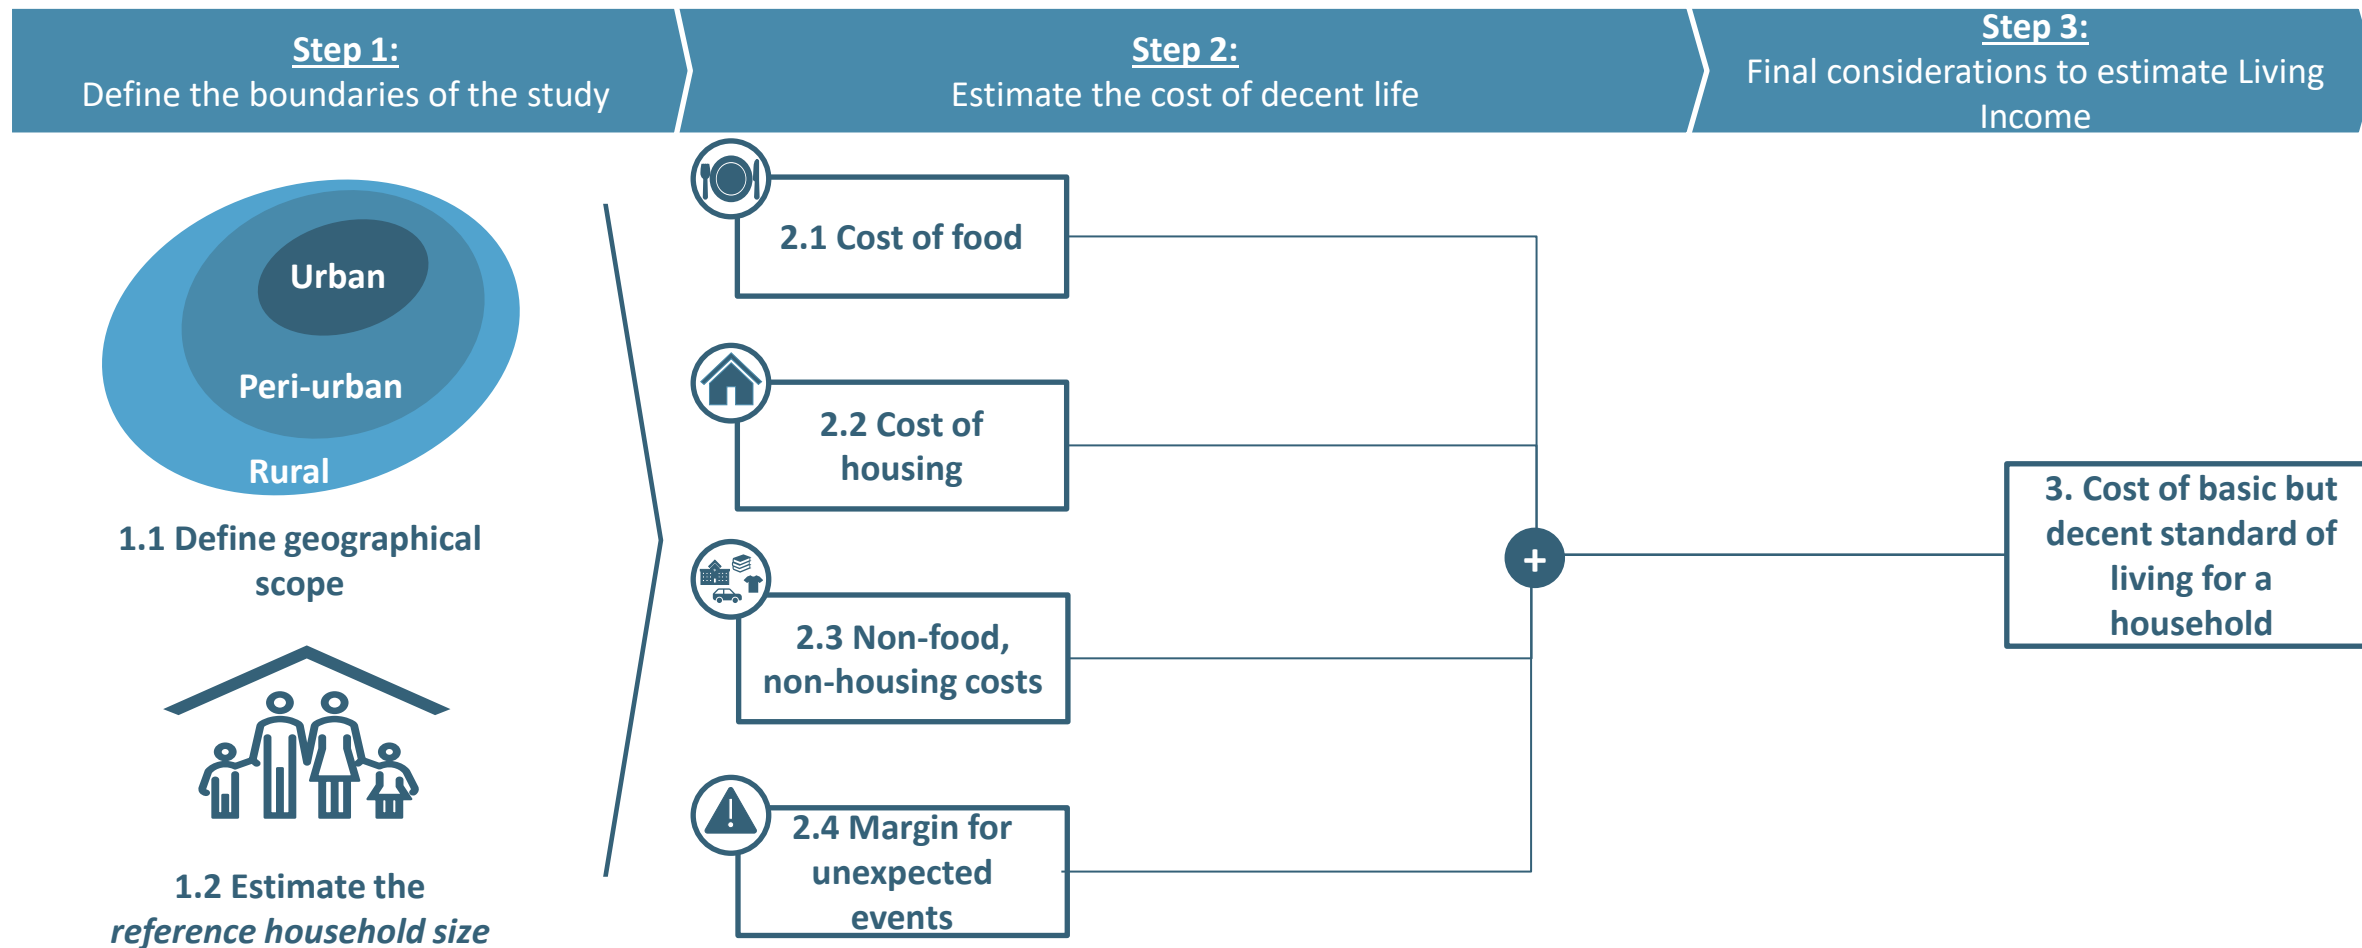 Step 1:
Define the boundaries of the study
Step 2:
Estimate the cost of decent life
Step 3:
Final considerations to estimate Living
Income
Urban
Peri-urban
Rural
1.1 Define geographical
scope
1.2 Estimate the
reference household size
2.1 Cost of food
2.2 Cost of
housing
2.3 Non-food,
non-housing costs
2.4 Margin for
unexpected
events
+
3. Cost of basic but
decent standard of
living for a
household